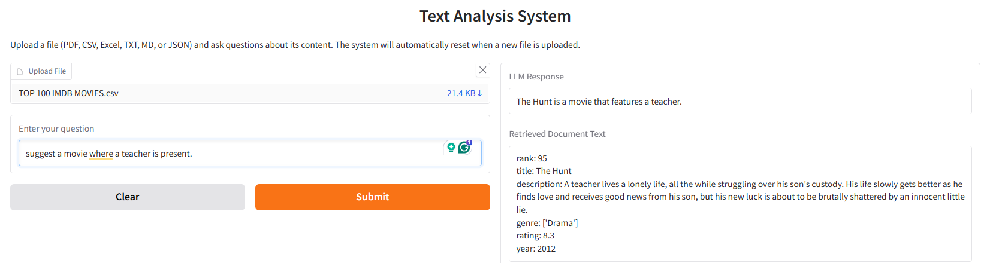 Text Analysis System
Upload a file (PDF, CSV, Excel, TXT, MD, or JSON) and ask questions about its content. The system will automatically reset when a new file is uploaded.
Upload File
TOP 100 IMDB MOVIES.csv
21.4 KB ⇣
Enter your question
suggest a movie where a teacher is present.
1
Clear
Submit
LLM Response
The Hunt is a movie that features a teacher.
Retrieved Document Text
rank: 95
title: The Hunt
description: A teacher lives a lonely life, all the while struggling over his son's custody. His life slowly gets better as he
finds love and receives good news from his son, but his new luck is about to be brutally shattered by an innocent little
lie.
genre: ['Drama']
rating: 8.3
year: 2012